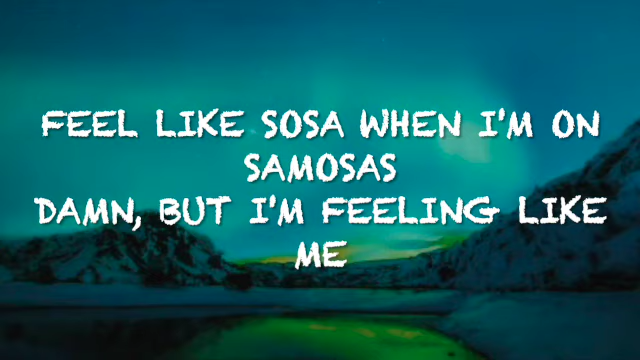 FEEL LIKE SOSA WHEN I'M ON
SAMOSAS
DAMN, BUT I'M FEELING LIKE
ME